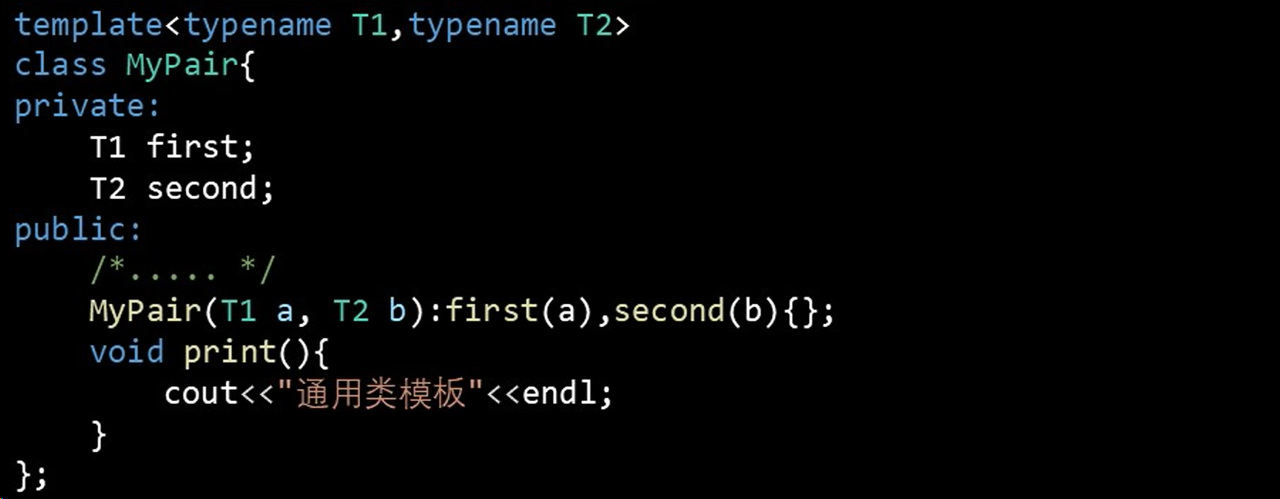 template<typename T1,typename T2>
class MyPair{
private:
    T1 first;
    T2 second;
public:
    /*..... */
    MyPair(T1 a, T2 b):first(a),second(b){};
    void print(){
        cout<<"通用类模板"<<endl;
    }
};